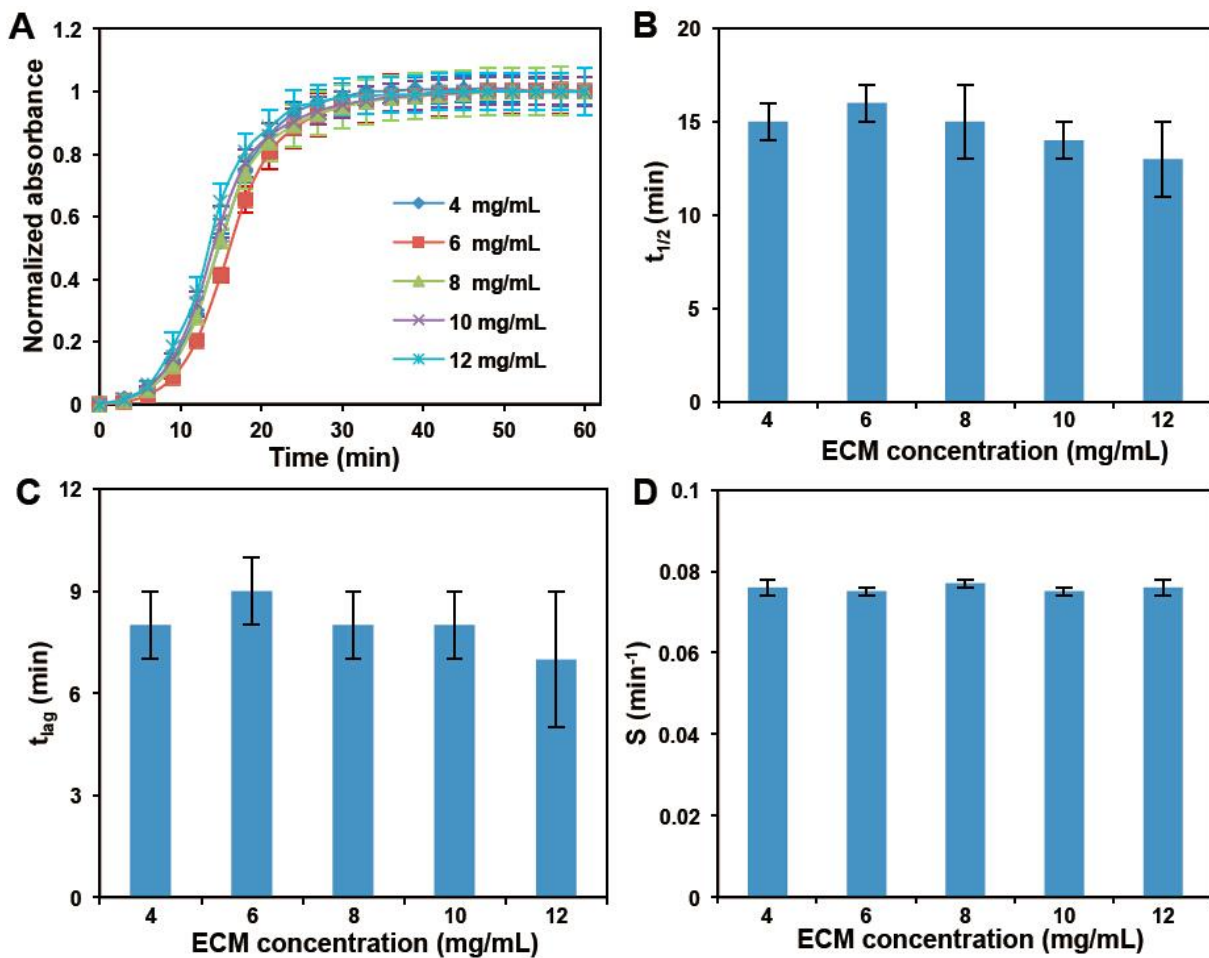 A
1.2
1
0.8
0.6
0.4
0.2
0
Normalized absorbance
4 mg/mL
6 mg/mL
8 mg/mL
10 mg/mL
12 mg/mL
0 10 20 30 40 50 60
Time (min)
B
20
15
10
5
0
t1/2 (min)
4 6 8 10 12
ECM concentration (mg/mL)
C
12
9
6
3
0
tlag (min)
4 6 8 10 12
ECM concentration (mg/mL)
D
0.1
0.08
0.06
0.04
0.02
0
S (min-1)
4 6 8 10 12
ECM concentration (mg/mL)